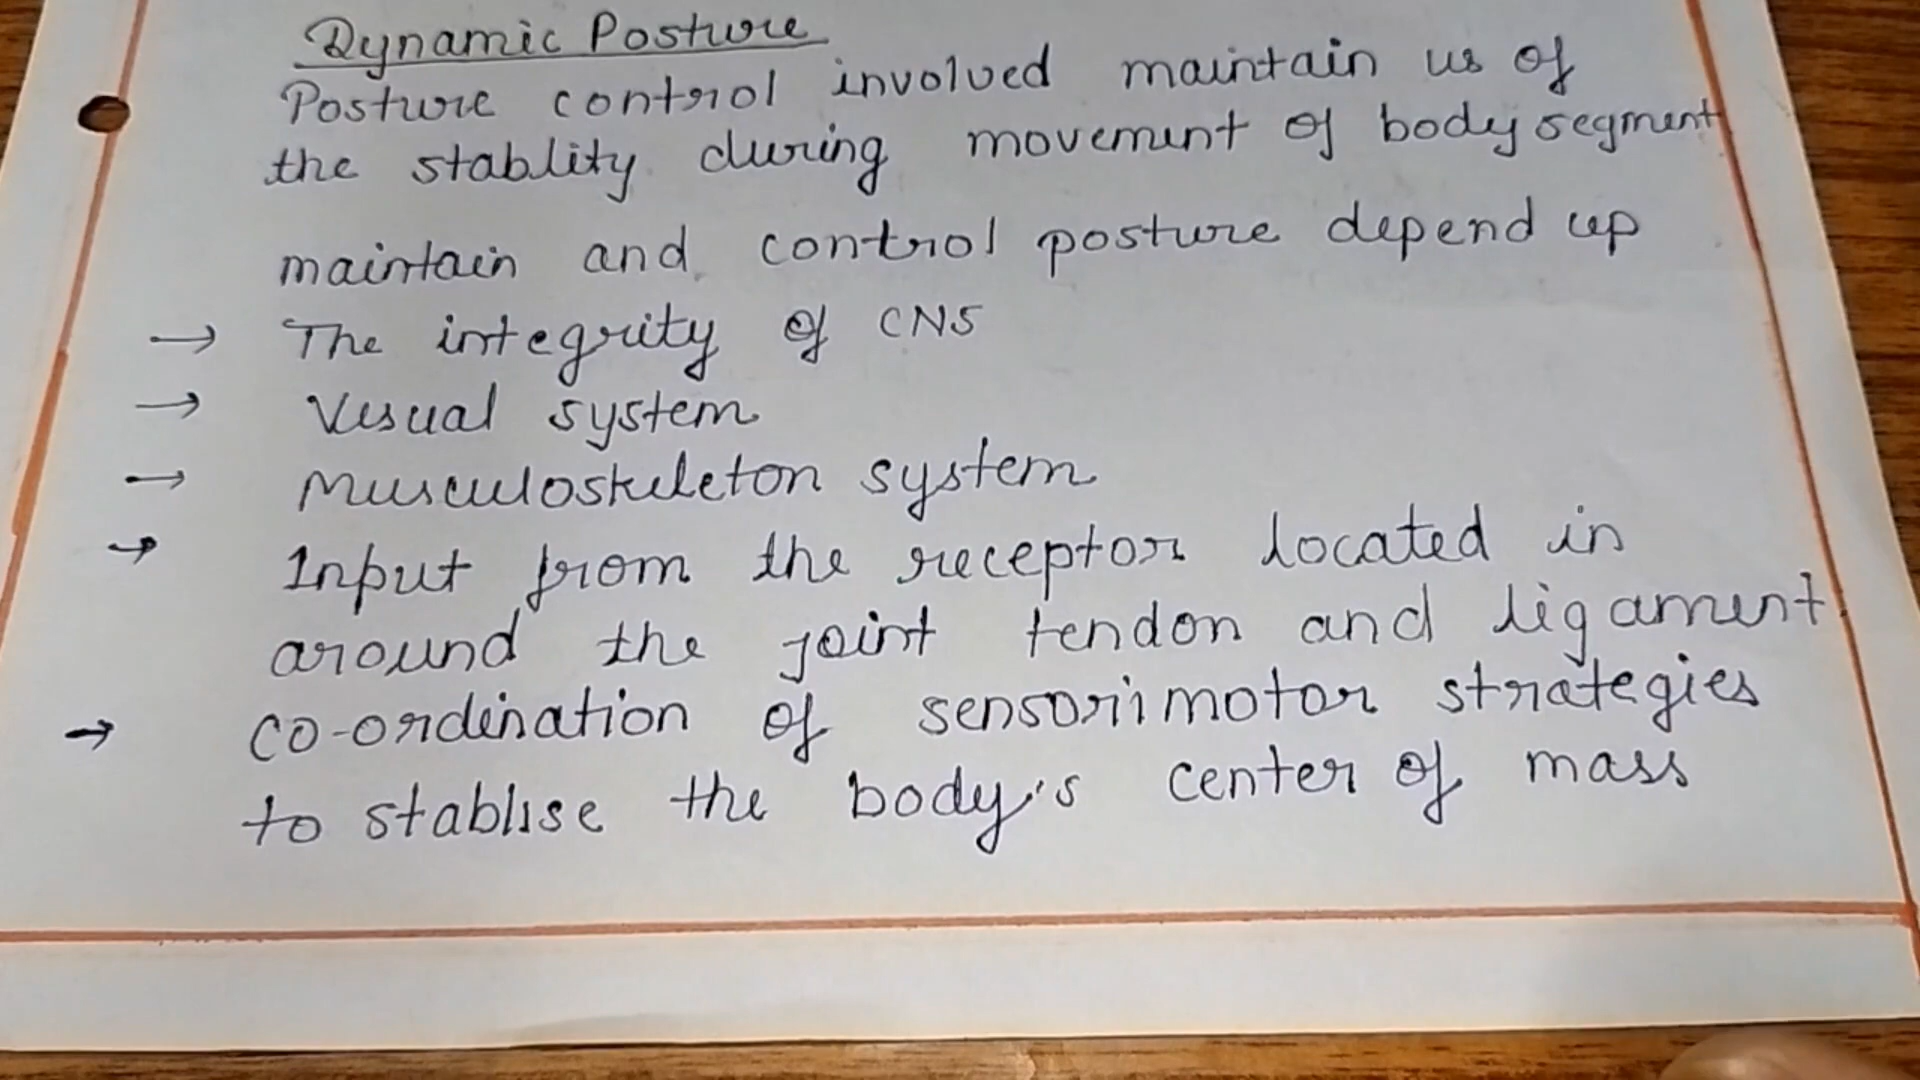 Dynamic Posture
Posture control involved maintain us of
the stablity during movement of body segment
maintain and control posture depend up
→ The integrity of CNS
→ Visual system
→ Musculoskeleton system
→ Input from the receptor located in
around the joint tendon and ligament
→ co-ordination of sensorimotor strategies
to stablise the body's center of mass